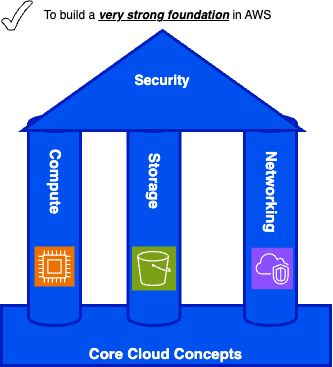 To build a very strong foundation in AWS
Security
Compute
Storage
Networking
Core Cloud Concepts